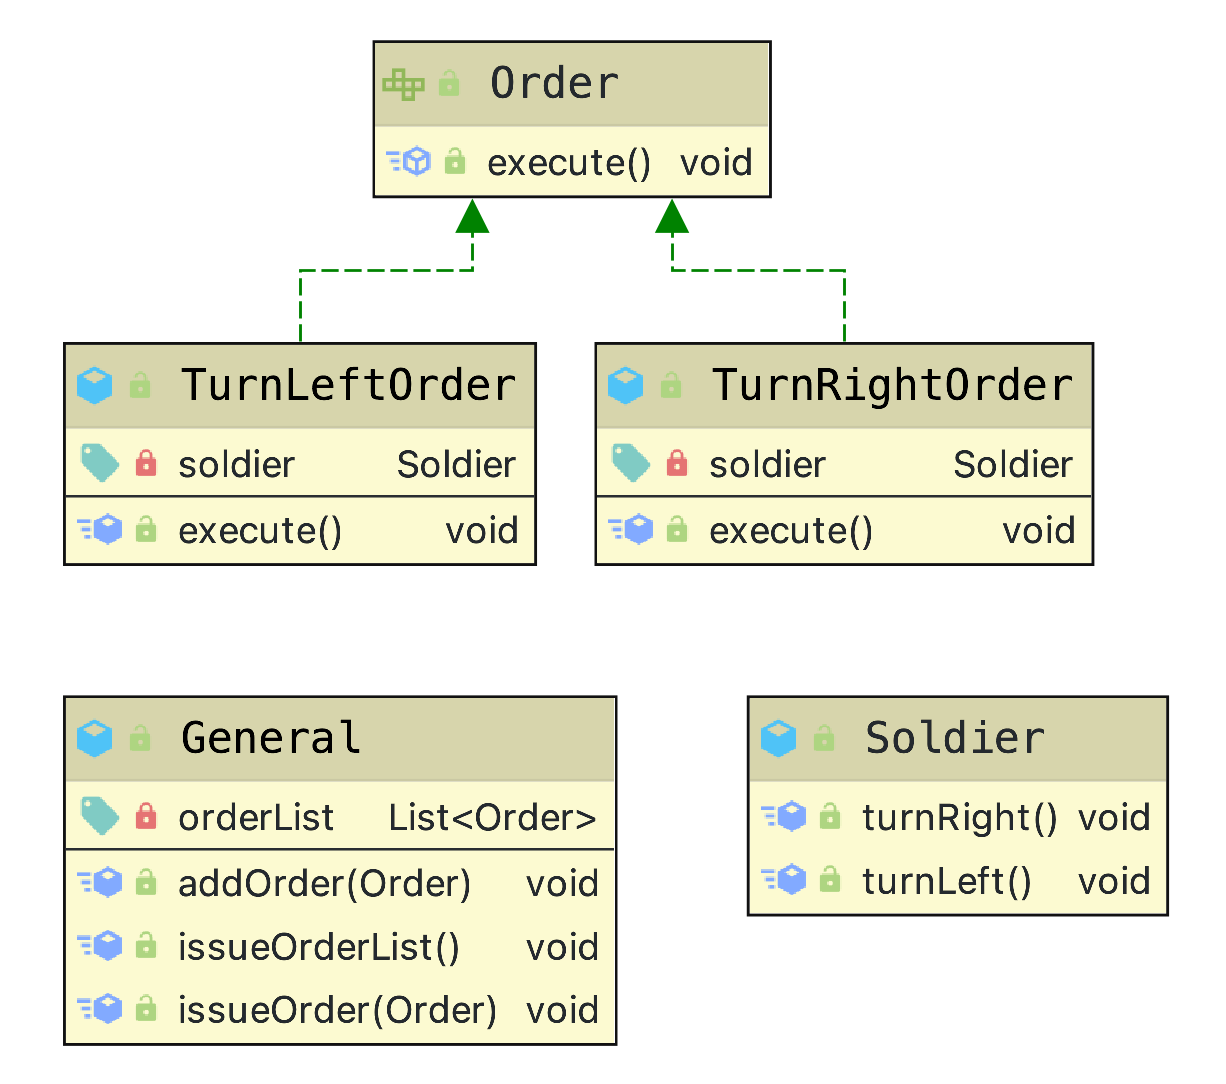 Order
execute() void
TurnLeftOrder
soldier Soldier
execute() void
TurnRightOrder
soldier Soldier
execute() void
General
orderList List<Order>
addOrder(Order) void
issueOrderList() void
issueOrder(Order) void
Soldier
turnRight() void
turnLeft() void